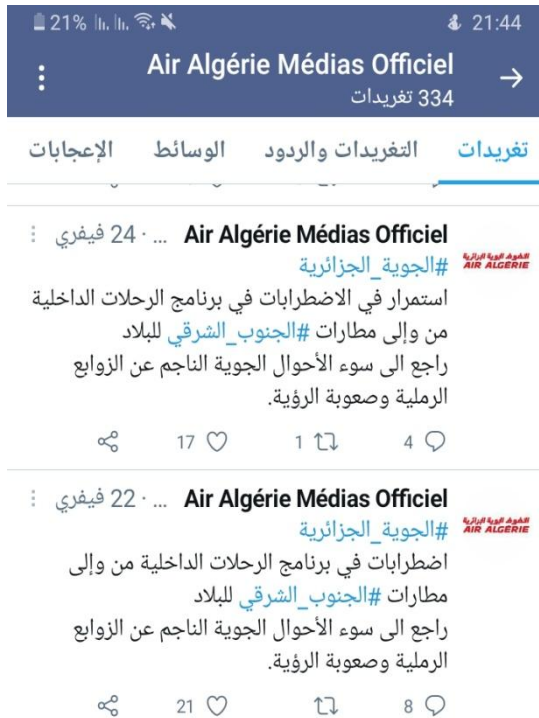 21% 21:44
Air Algérie Médias Officiel
334 تغريدات
تغريدات التغريدات والردود الوسائط الإعجابات
Air Algérie Médias Officiel ... · 24 فيفري
#الجوية_الجزائرية
استمرار في الاضطرابات في برنامج الرحلات الداخلية
من وإلى مطارات #الجنوب_الشرقي للبلاد
راجع الى سوء الأحوال الجوية الناجم عن الزوابع
الرملية وصعوبة الرؤية.
4 1 17
AIR ALGÉRIE
Air Algérie Médias Officiel ... · 22 فيفري
#الجوية_الجزائرية
اضطرابات في برنامج الرحلات الداخلية من وإلى
مطارات #الجنوب_الشرقي للبلاد
راجع الى سوء الأحوال الجوية الناجم عن الزوابع
الرملية وصعوبة الرؤية.
8 21
AIR ALGÉRIE